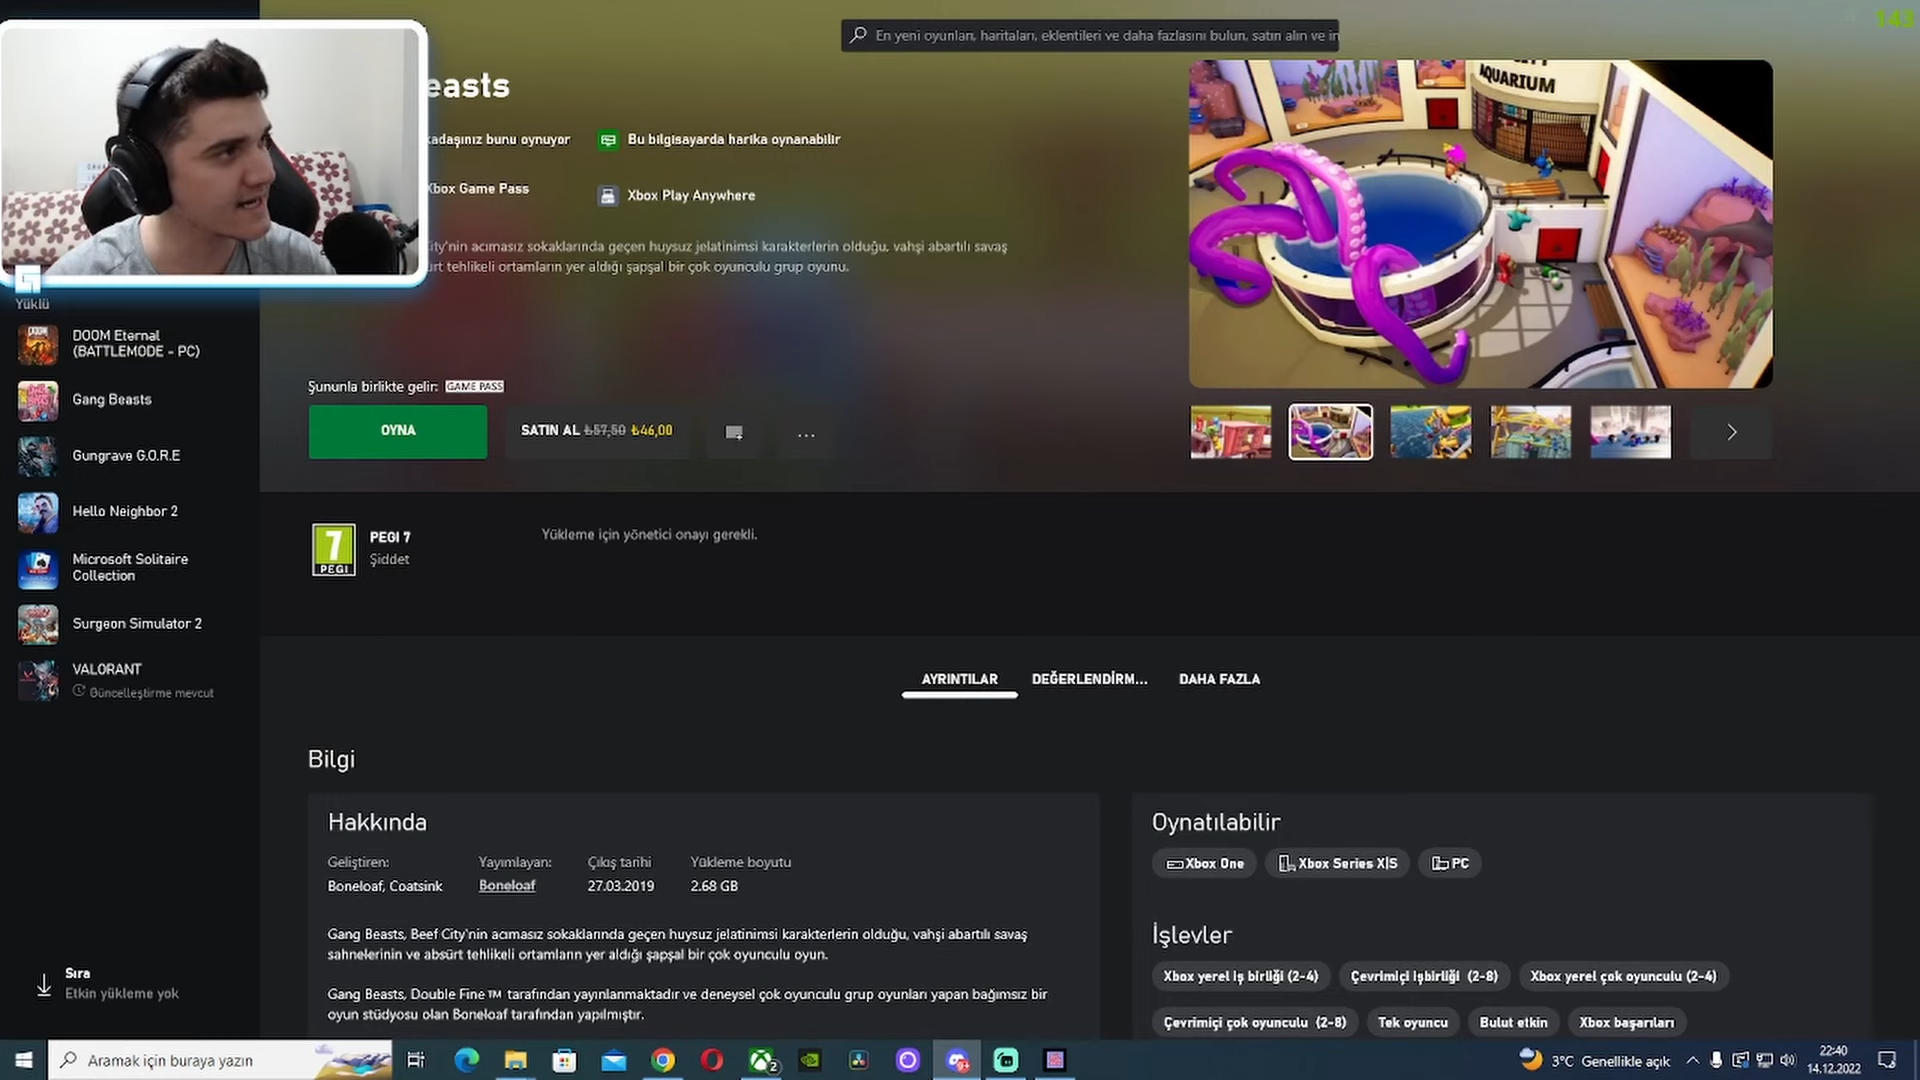 143
En yeni oyunları, haritaları, eklentileri ve daha fazlasını bulun, satın alın ve in
easts
kadaşınız bunu oynuyor
Bu bilgisayarda harika oynanabilir
Xbox Game Pass
Xbox Play Anywhere
City'nin acımasız sokaklarında geçen huysuz jelatinimsi karakterlerin olduğu, vahşi abartılı savaş
ürt tehlikeli ortamların yer aldığı şapşal bir çok oyunculu grup oyunu.
AQUARIUM
Yüklü
DOOM Eternal
(BATTLEMODE - PC)
Gang Beasts
Gungrave G.O.R.E
Hello Neighbor 2
Microsoft Solitaire
Collection
Surgeon Simulator 2
VALORANT
Güncelleştirme mevcut
Şununla birlikte gelir: GAME PASS
OYNA
SATIN AL ₺57,50 ₺46,00
7
PEGI
PEGI 7
Şiddet
Yükleme için yönetici onayı gerekli.
AYRINTILAR
DEĞERLENDİRM...
DAHA FAZLA
Bilgi
Hakkında
Geliştiren:
Boneloaf, Coatsink
Yayımlayan:
Boneloaf
Çıkış tarihi
27.03.2019
Yükleme boyutu
2.68 GB
Gang Beasts, Beef City'nin acımasız sokaklarında geçen huysuz jelatinimsi karakterlerin olduğu, vahşi abartılı savaş
sahnelerinin ve absürt tehlikeli ortamların yer aldığı şapşal bir çok oyunculu oyun.
Gang Beasts, Double Fine™ tarafından yayınlanmaktadır ve deneysel çok oyunculu grup oyunları yapan bağımsız bir
oyun stüdyosu olan Boneloaf tarafından yapılmıştır.
Oynatılabilir
Xbox One
Xbox Series X|S
PC
İşlevler
Xbox yerel iş birliği (2-4)
Çevrimiçi işbirliği (2-8)
Xbox yerel çok oyunculu (2-4)
Çevrimiçi çok oyunculu (2-8)
Tek oyuncu
Bulut etkin
Xbox başarıları
Sıra
Etkin yükleme yok
Aramak için buraya yazın
2
3°C Genellikle açık
22:40
14.12.2022